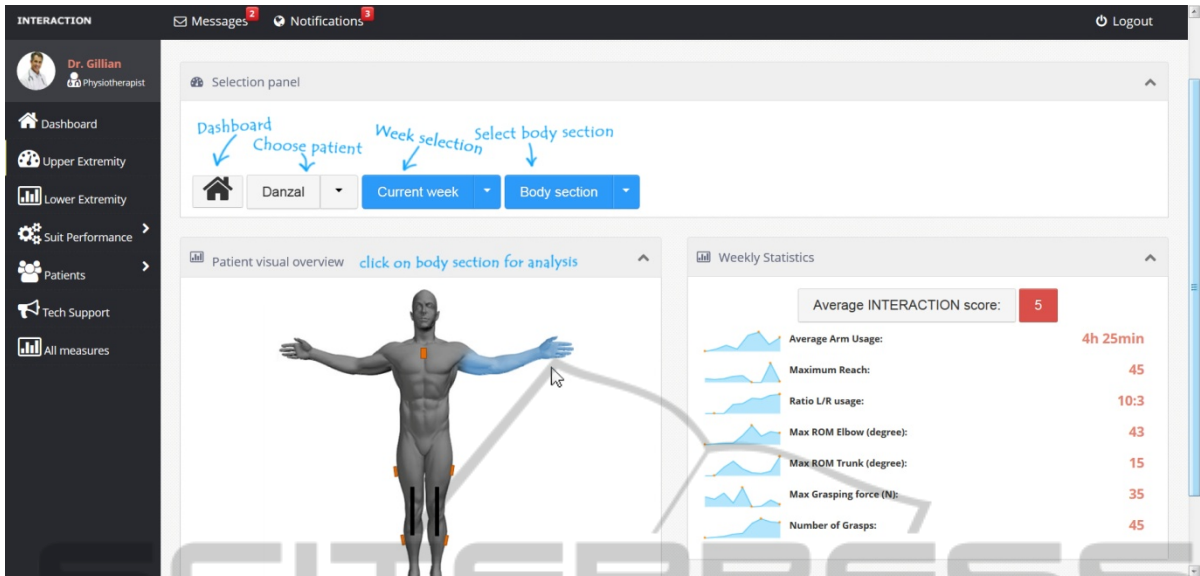 INTERACTION
Messages 2
Notifications 3
Logout
Dr. Gillian
Physiotherapist
Dashboard
Upper Extremity
Lower Extremity
Suit Performance
Patients
Tech Support
All measures
Selection panel
Dashboard
Choose patient
Week selection
Select body section
Danzal
Current week
Body section
Patient visual overview click on body section for analysis
Weekly Statistics
Average INTERACTION score: 5
Average Arm Usage: 4h 25min
Maximum Reach: 45
Ratio L/R usage: 10:3
Max ROM Elbow (degree): 43
Max ROM Trunk (degree): 15
Max Grasping force (N): 35
Number of Grasps: 45
SCITEPRESS